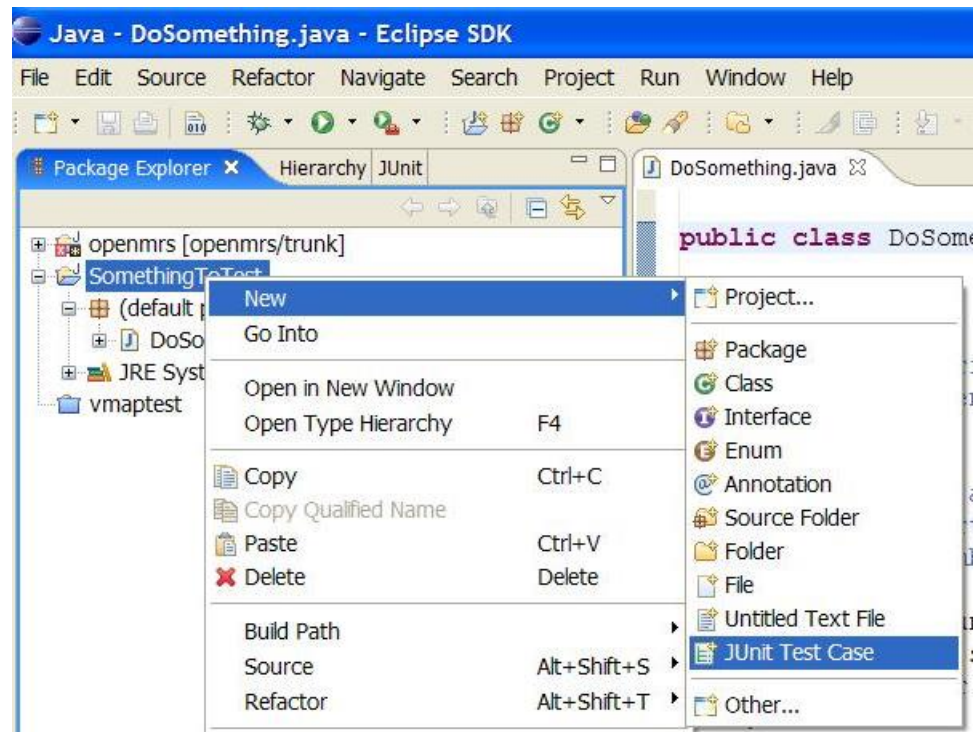 Java - DoSomething.java - Eclipse SDK
File Edit Source Refactor Navigate Search Project Run Window Help
010
Package Explorer Hierarchy JUnit
DoSomething.java
public class DoSome
openmrs [openmrs/trunk]
SomethingToTest
(default p
DoSo
JRE Syst
vmaptest
New
Go Into
Open in New Window
Open Type Hierarchy F4
Copy Ctrl+C
Copy Qualified Name
Paste Ctrl+V
Delete Delete
Build Path
Source Alt+Shift+S
Refactor Alt+Shift+T
Project...
Package
Class
Interface
Enum
Annotation
Source Folder
Folder
File
Untitled Text File
JUnit Test Case
Other...